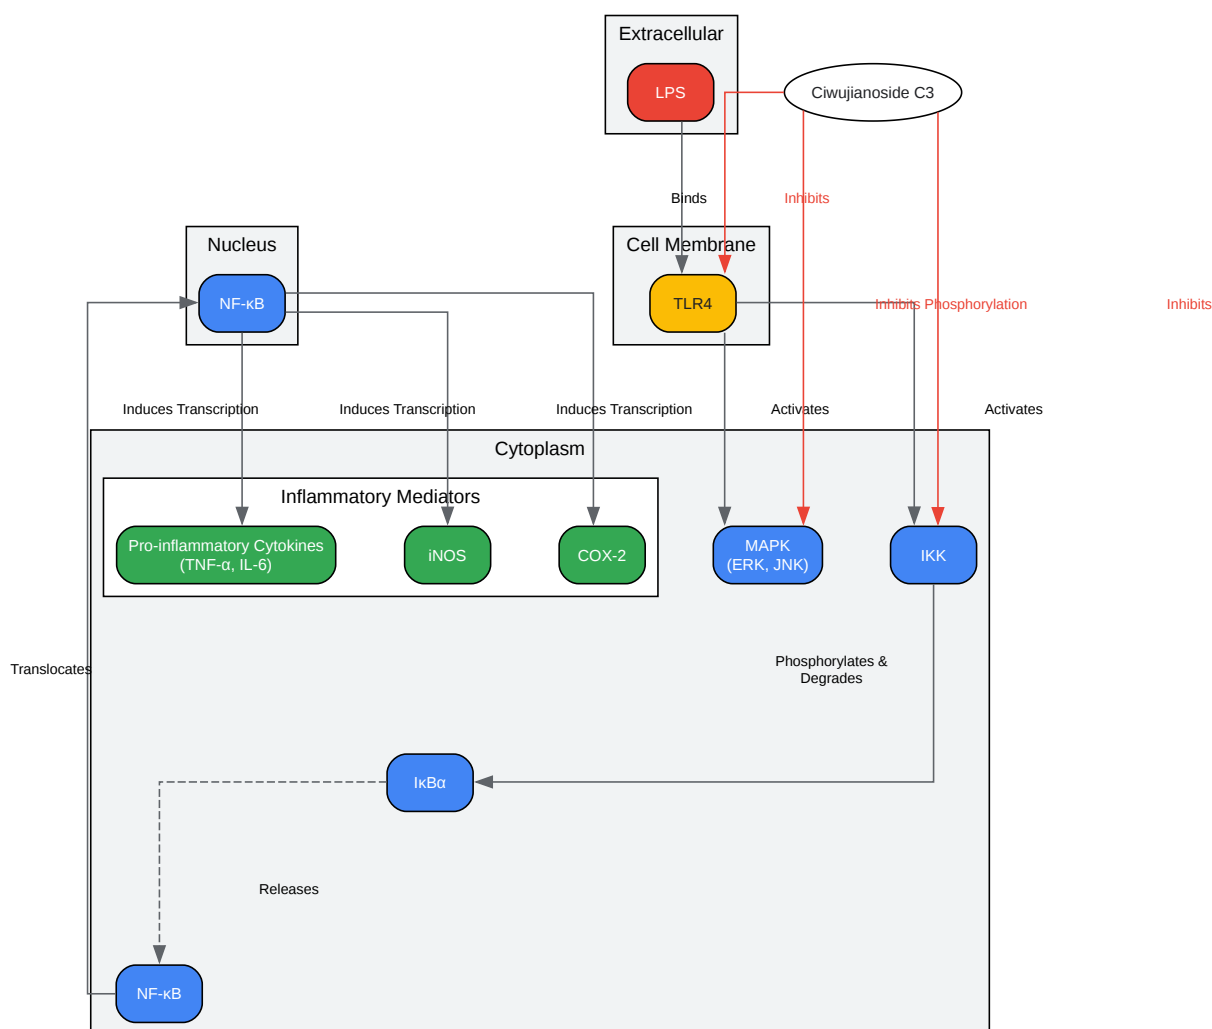 Extracellular
LPS
Ciwujianoside C3
Binds
Inhibits
Nucleus
Cell Membrane
NF-κB
TLR4
Inhibits Phosphorylation
Inhibits
Induces Transcription
Induces Transcription
Induces Transcription
Activates
Activates
Cytoplasm
Inflammatory Mediators
Pro-inflammatory Cytokines
(TNF-α, IL-6)
iNOS
COX-2
MAPK
(ERK, JNK)
IKK
Translocates
Phosphorylates &
Degrades
IκBα
Releases
NF-κB